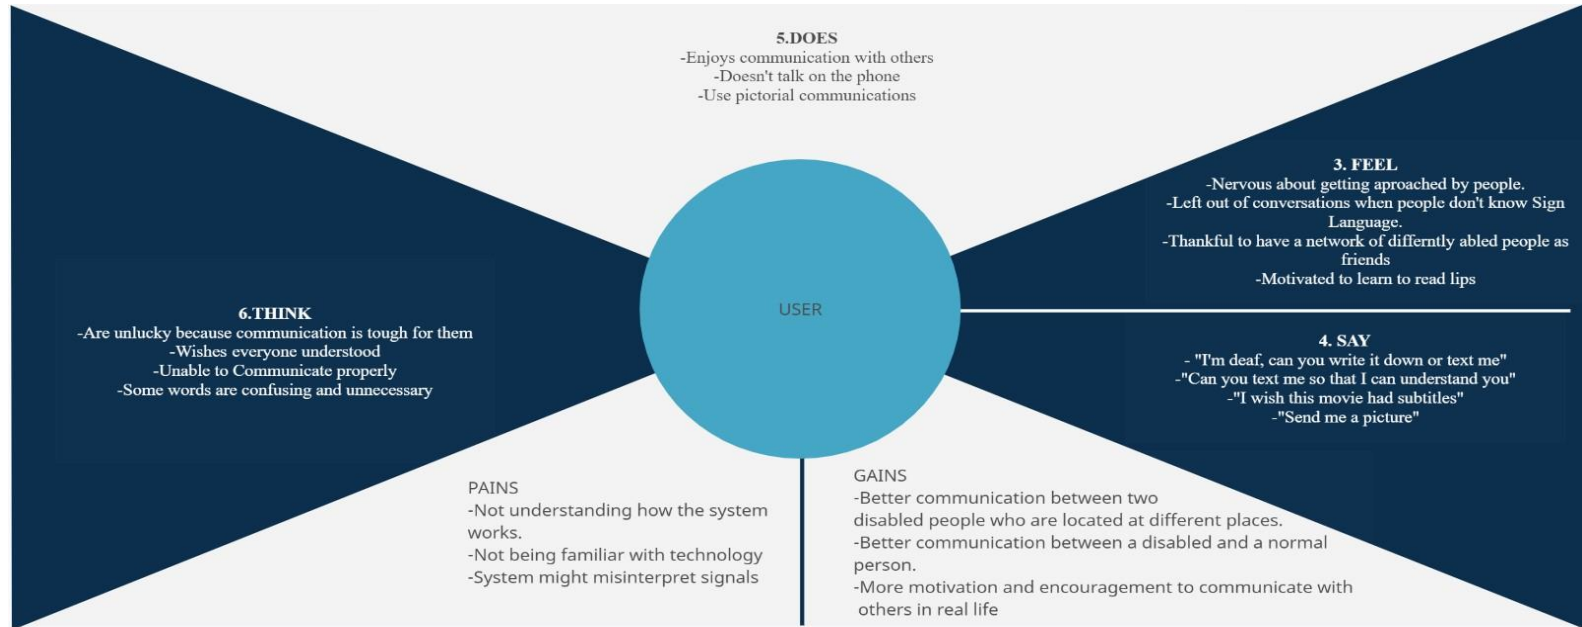 5.DOES
-Enjoys communication with others
-Doesn't talk on the phone
-Use pictorial communications
3. FEEL
-Nervous about getting aproached by people.
-Left out of conversations when people don't know Sign
Language.
-Thankful to have a network of differntly abled people as
friends
-Motivated to learn to read lips
USER
6.THINK
-Are unlucky because communication is tough for them
-Wishes everyone understood
-Unable to Communicate properly
-Some words are confusing and unnecessary
4. SAY
- "I'm deaf, can you write it down or text me"
-"Can you text me so that I can understand you"
-"I wish this movie had subtitles"
-"Send me a picture"
PAINS
-Not understanding how the system
works.
-Not being familiar with technology
-System might misinterpret signals
GAINS
-Better communication between two
disabled people who are located at different places.
-Better communication between a disabled and a normal
person.
-More motivation and encouragement to communicate with
others in real life